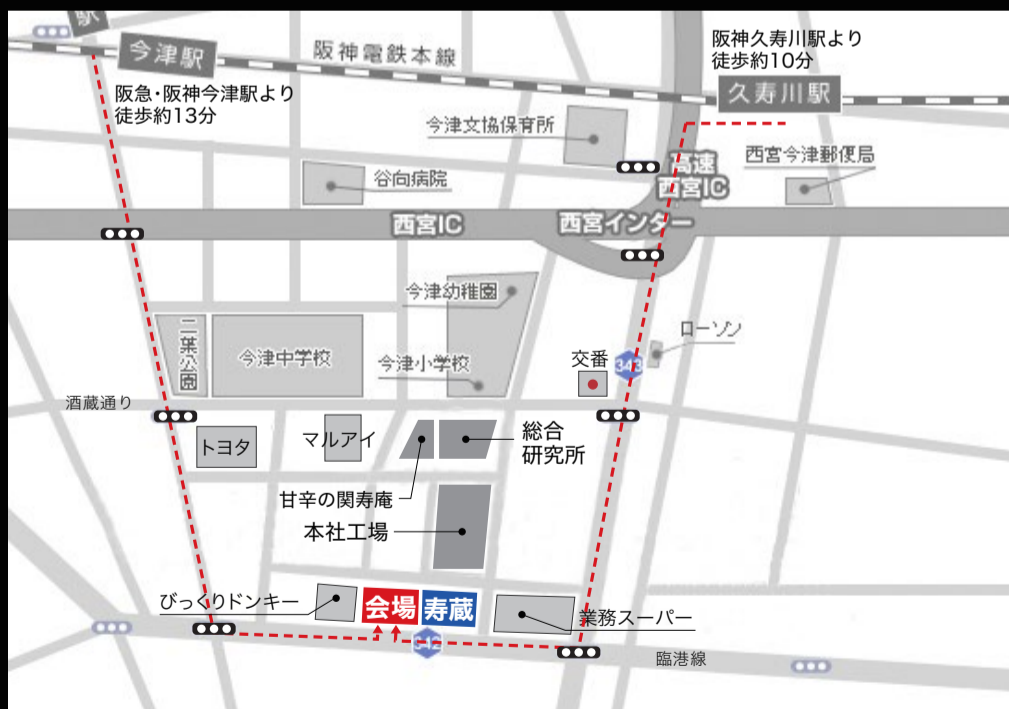 駅
今津駅
阪神電鉄本線
阪神久寿川駅より
徒歩約10分
久寿川駅
阪急・阪神今津駅より
徒歩約13分
今津文協保育所
高速
西宮IC
西宮今津郵便局
谷向病院
西宮IC
西宮インター
今津幼稚園
二葉公園
今津中学校
今津小学校
交番
343
ローソン
酒蔵通り
トヨタ
マルアイ
総合
研究所
甘辛の関寿庵
本社工場
びっくりドンキー
会場
寿蔵
業務スーパー
342
臨港線